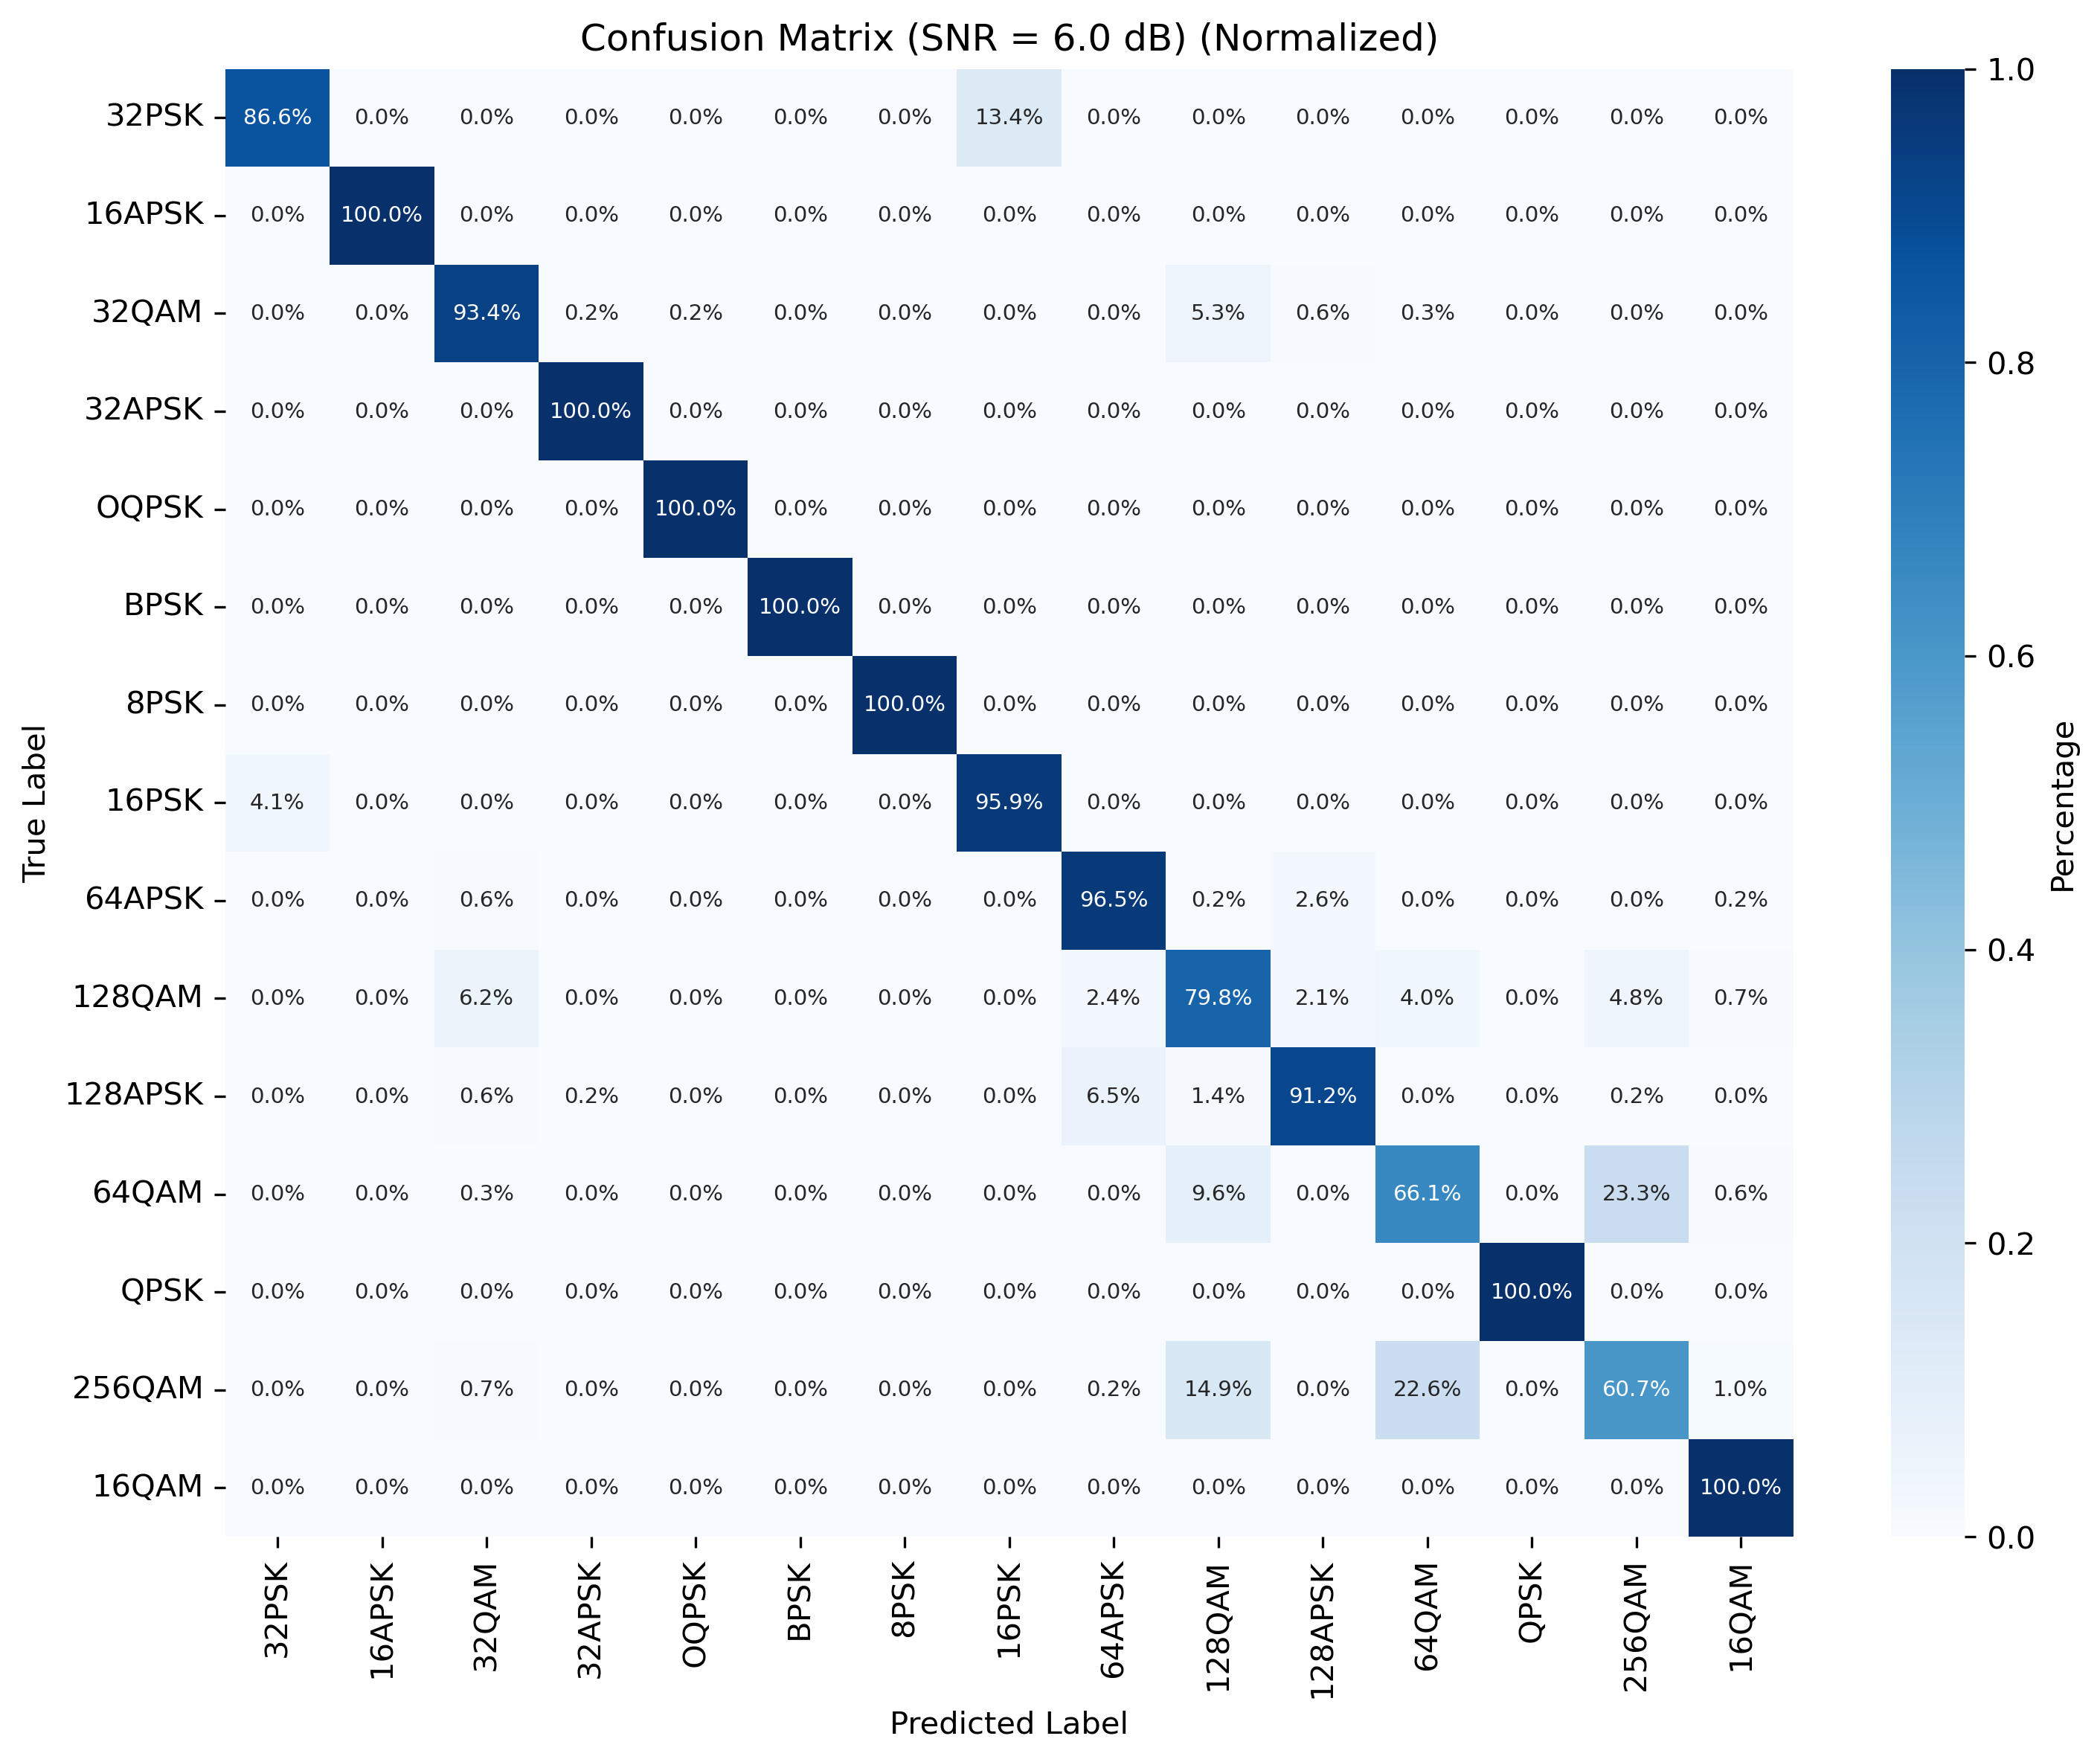 Confusion Matrix (SNR = 6.0 dB) (Normalized)
32PSK 86.6% 0.0% 0.0% 0.0% 0.0% 0.0% 0.0% 13.4% 0.0% 0.0% 0.0% 0.0% 0.0% 0.0% 0.0%
16APSK 0.0% 100.0% 0.0% 0.0% 0.0% 0.0% 0.0% 0.0% 0.0% 0.0% 0.0% 0.0% 0.0% 0.0% 0.0%
32QAM 0.0% 0.0% 93.4% 0.2% 0.2% 0.0% 0.0% 0.0% 0.0% 5.3% 0.6% 0.3% 0.0% 0.0% 0.0%
32APSK 0.0% 0.0% 0.0% 100.0% 0.0% 0.0% 0.0% 0.0% 0.0% 0.0% 0.0% 0.0% 0.0% 0.0% 0.0%
OQPSK 0.0% 0.0% 0.0% 0.0% 100.0% 0.0% 0.0% 0.0% 0.0% 0.0% 0.0% 0.0% 0.0% 0.0% 0.0%
BPSK 0.0% 0.0% 0.0% 0.0% 0.0% 100.0% 0.0% 0.0% 0.0% 0.0% 0.0% 0.0% 0.0% 0.0% 0.0%
8PSK 0.0% 0.0% 0.0% 0.0% 0.0% 0.0% 100.0% 0.0% 0.0% 0.0% 0.0% 0.0% 0.0% 0.0% 0.0%
16PSK 4.1% 0.0% 0.0% 0.0% 0.0% 0.0% 0.0% 95.9% 0.0% 0.0% 0.0% 0.0% 0.0% 0.0% 0.0%
64APSK 0.0% 0.0% 0.6% 0.0% 0.0% 0.0% 0.0% 0.0% 96.5% 0.2% 2.6% 0.0% 0.0% 0.0% 0.2%
128QAM 0.0% 0.0% 6.2% 0.0% 0.0% 0.0% 0.0% 0.0% 2.4% 79.8% 2.1% 4.0% 0.0% 4.8% 0.7%
128APSK 0.0% 0.0% 0.6% 0.2% 0.0% 0.0% 0.0% 0.0% 6.5% 1.4% 91.2% 0.0% 0.0% 0.2% 0.0%
64QAM 0.0% 0.0% 0.3% 0.0% 0.0% 0.0% 0.0% 0.0% 0.0% 9.6% 0.0% 66.1% 0.0% 23.3% 0.6%
QPSK 0.0% 0.0% 0.0% 0.0% 0.0% 0.0% 0.0% 0.0% 0.0% 0.0% 0.0% 0.0% 100.0% 0.0% 0.0%
256QAM 0.0% 0.0% 0.7% 0.0% 0.0% 0.0% 0.0% 0.0% 0.2% 14.9% 0.0% 22.6% 0.0% 60.7% 1.0%
16QAM 0.0% 0.0% 0.0% 0.0% 0.0% 0.0% 0.0% 0.0% 0.0% 0.0% 0.0% 0.0% 0.0% 0.0% 100.0%
32PSK 16APSK 32QAM 32APSK OQPSK BPSK 8PSK 16PSK 64APSK 128QAM 128APSK 64QAM QPSK 256QAM 16QAM
Predicted Label
True Label
1.0
0.8
0.6
0.4
0.2
0.0
Percentage